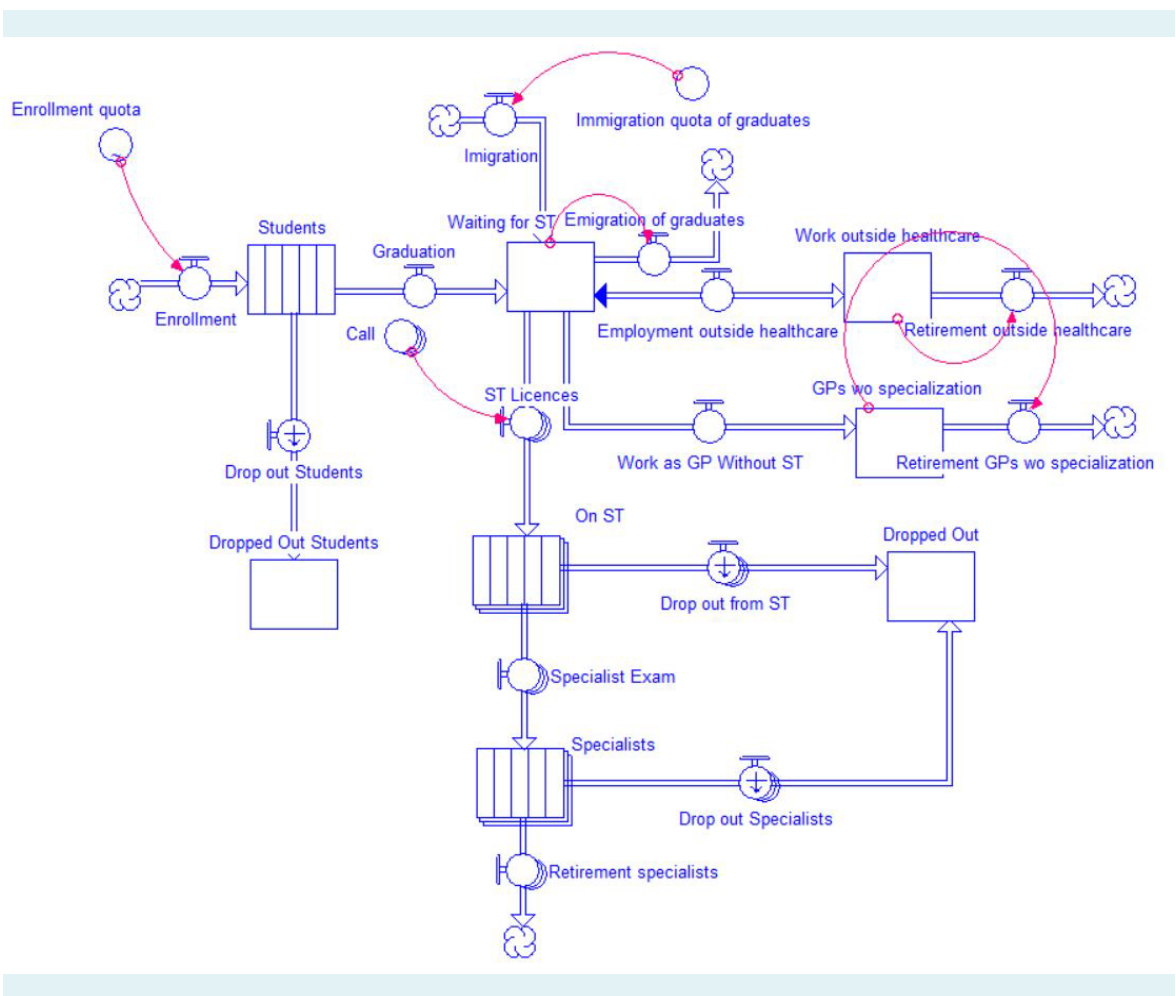 Enrollment quota
Immigration quota of graduates
Imigration
Waiting for ST
Emigration of graduates
Students
Graduation
Work outside healthcare
Enrollment
Call
Employment outside healthcare
Retirement outside healthcare
ST Licences
GPs wo specialization
Drop out Students
Work as GP Without ST
Retirement GPs wo specialization
On ST
Dropped Out Students
Dropped Out
Drop out from ST
Specialist Exam
Specialists
Drop out Specialists
Retirement specialists